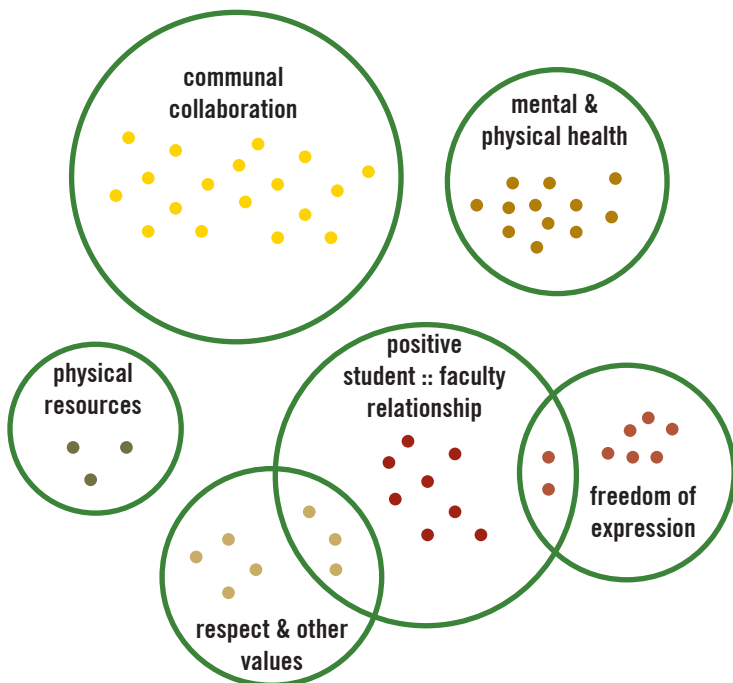 communal
collaboration
mental &
physical health
physical
resources
positive
student :: faculty
relationship
freedom of
expression
respect & other
values